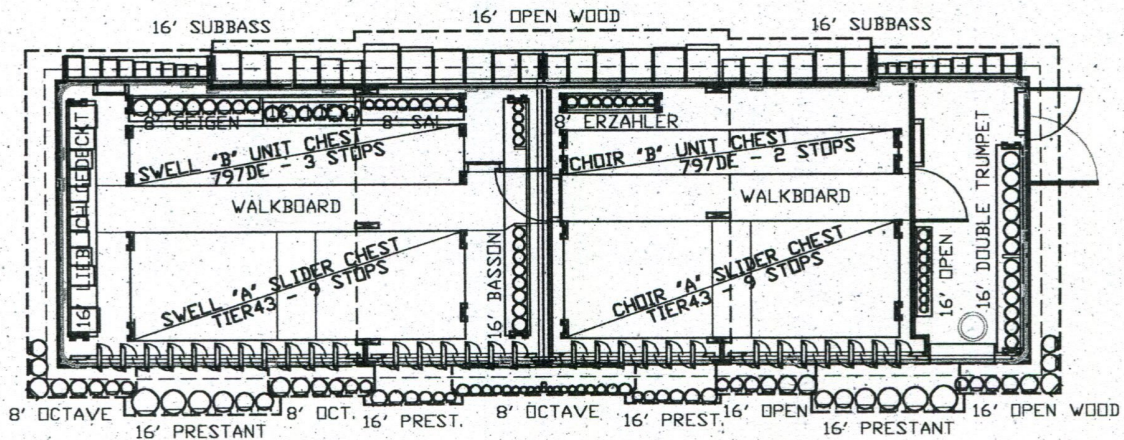 16' SUBBASS
16' OPEN WOOD
16' SUBBASS
8' GEIGEN
8' SAL
8' ERZAHLER
16' LIEBLICHLGEDECKT
SWELL "B" UNIT CHEST
797DE - 3 STOPS
CHOIR "B" UNIT CHEST
797DE - 2 STOPS
WALKBOARD
WALKBOARD
SWELL "A" SLIDER CHEST
TIER43 - 9 STOPS
16' BASSON
CHOIR "A" SLIDER CHEST
TIER43 - 9 STOPS
16' OPEN
16' DOUBLE TRUMPET
8' OCTAVE
16' PRESTANT
8' OCT.
16' PREST.
8' OCTAVE
16' PREST.
16' OPEN
16' PRESTANT
16' OPEN WOOD